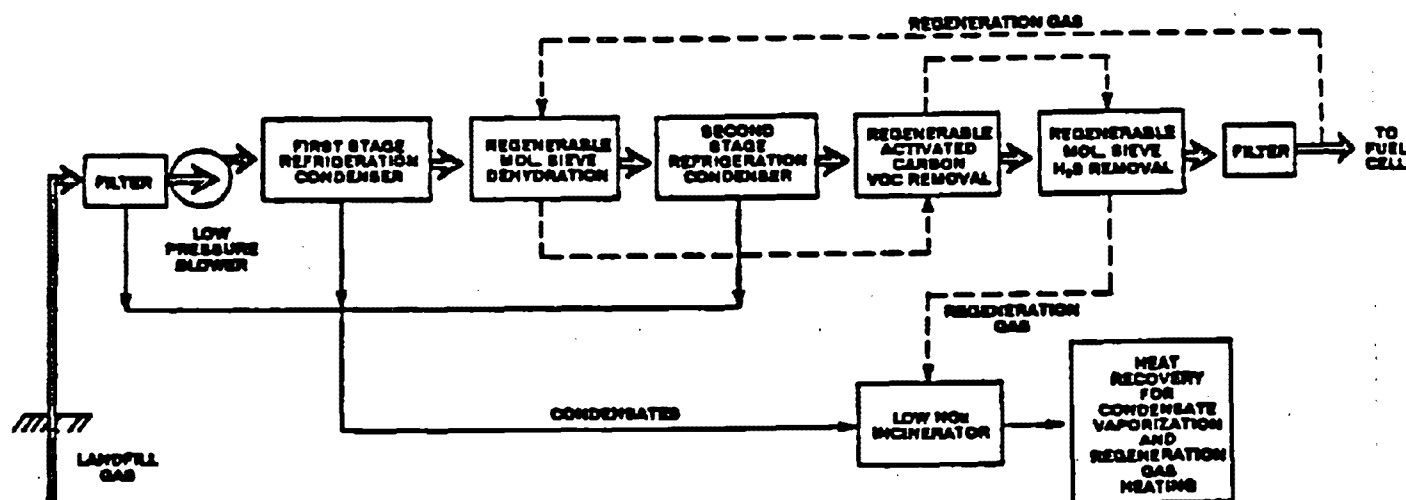 REGENERATION GAS
FIRST STAGE
REFRIGERATION
CONDENSER
REGENERABLE
MOL. SIEVE
DEHYDRATION
SECOND
STAGE
REFRIGERATION
CONDENSER
REGENERABLE
ACTIVATED
CARBON
VOC REMOVAL
REGENERABLE
MOL. SIEVE
H₂S REMOVAL
FILTER
TO
FUEL
CELL
FILTER
LOW
PRESSURE
BLOWER
REGENERATION
GAS
CONDENSATES
LOW NOx
INCINERATOR
HEAT
RECOVERY
FOR
CONDENSATE
VAPORIZATION
AND
REGENERATION
GAS
HEATING
LANDFILL
GAS